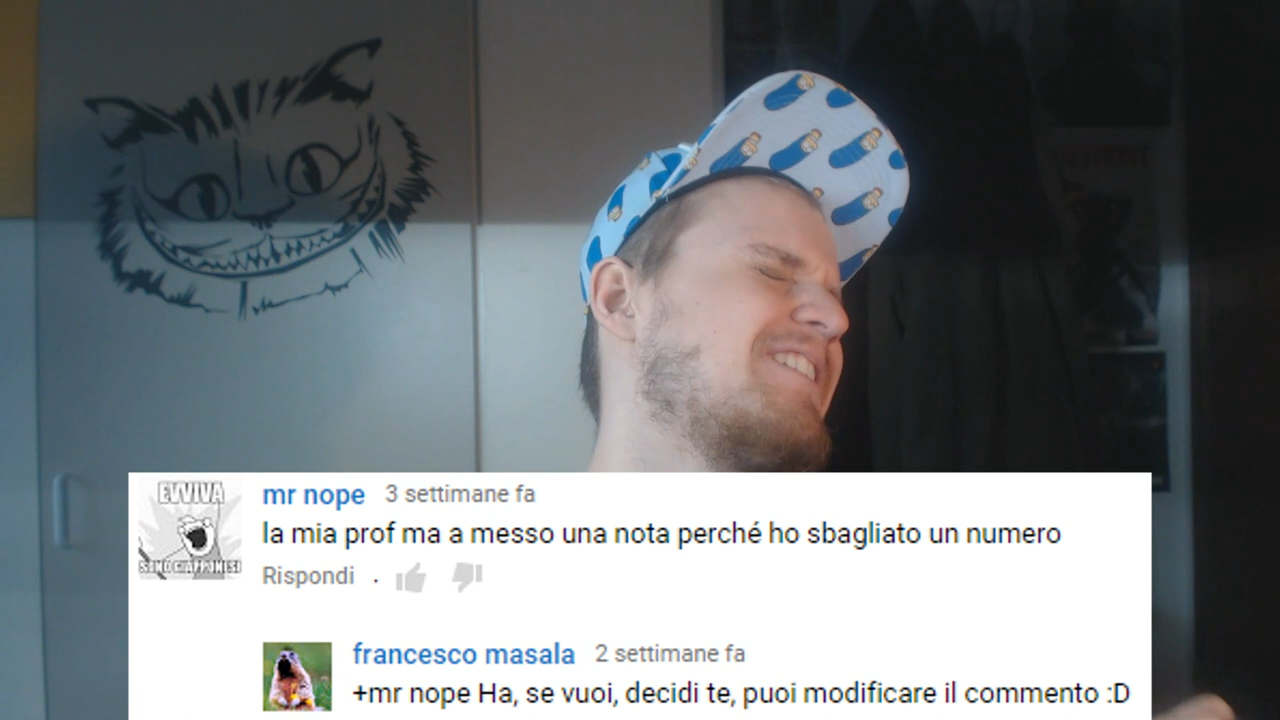 EVVIVA
SONO GIAPPONESI
mr nope 3 settimane fa
la mia prof ma a messo una nota perché ho sbagliato un numero
Rispondi .
francesco masala 2 settimane fa
+mr nope Ha, se vuoi, decidi te, puoi modificare il commento :D